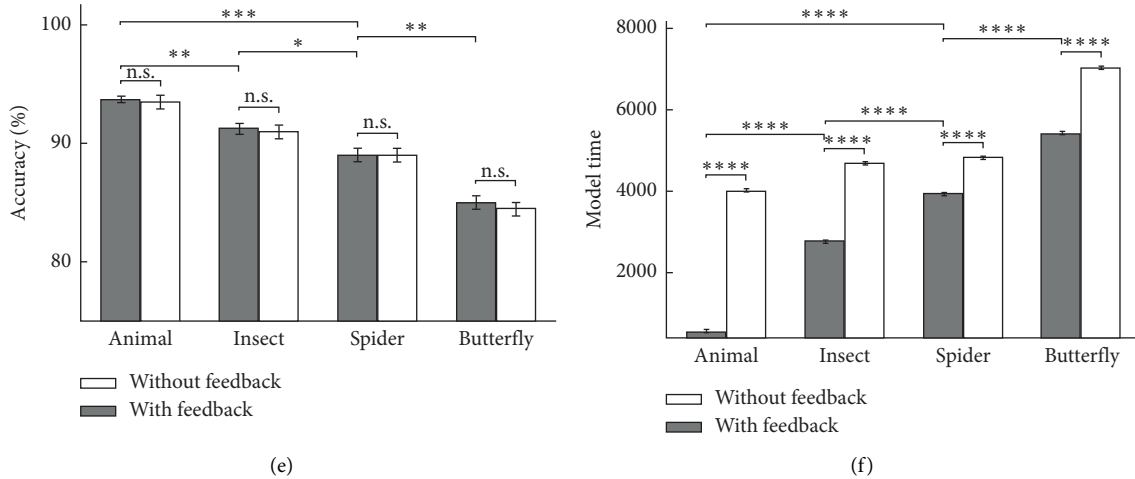 100
90
80
Accuracy (%)
***
**
*
**
n.s.
n.s.
n.s.
n.s.
Animal Insect Spider Butterfly
Without feedback
With feedback
(e)
8000
6000
4000
2000
Model time
****
****
****
****
****
****
****
****
Animal Insect Spider Butterfly
Without feedback
With feedback
(f)